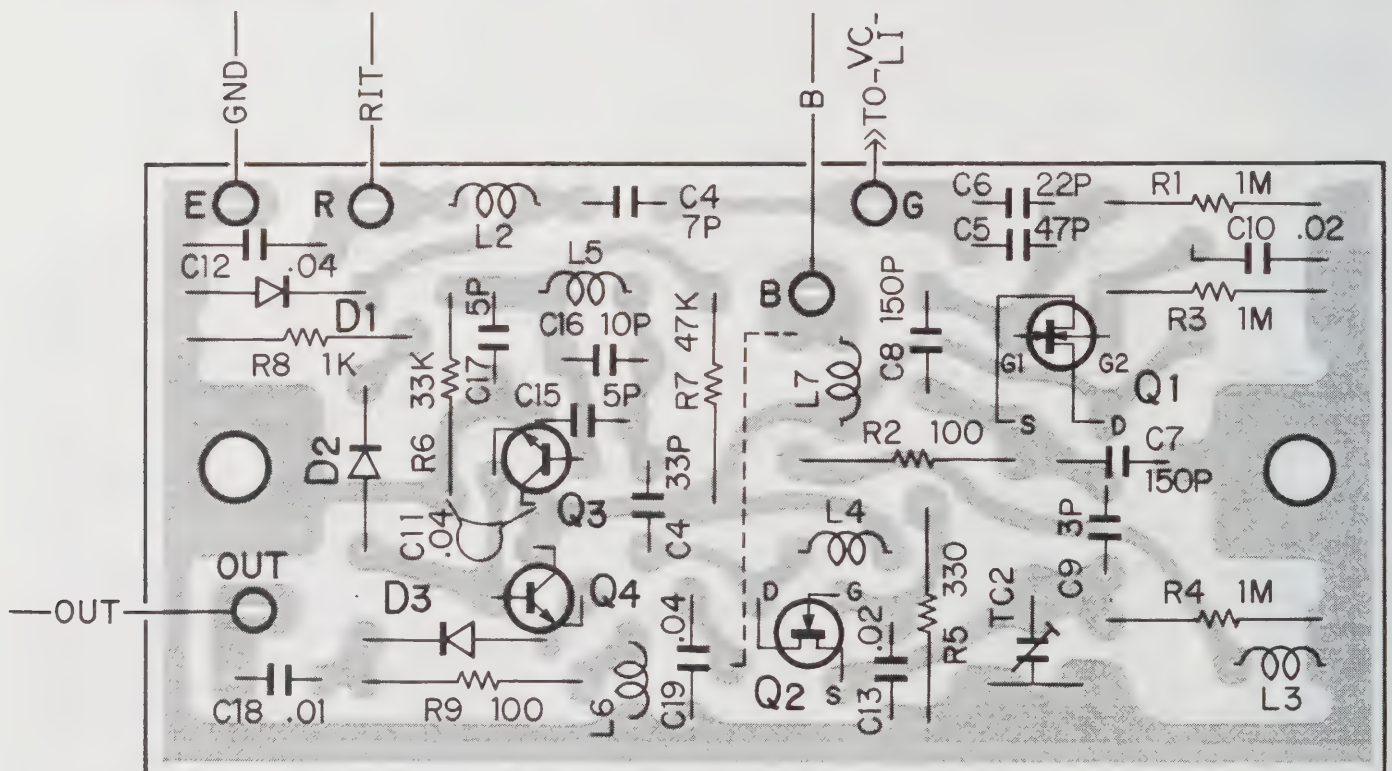 GND
RIT
B
TO
VC
LI
E
R
G
C4
7P
L2
C6 22P
C5 47P
R1 1M
C10 .02
C12 .04
D1
L5
C16 10P
5P
C17
B
150P
C8
R3 1M
R8 1K
33K
R6
C15 5P
47K
R7
L7
G1
G2
Q1
S
D
D2
R2 100
C7
150P
Q3
33P
C4
C11
.04
L4
3P
C9
OUT
OUT
D3
Q4
D
G
330
R5
TC2
R4 1M
.04
C19
.02
C13
Q2
S
L3
C18 .01
R9 100
L6